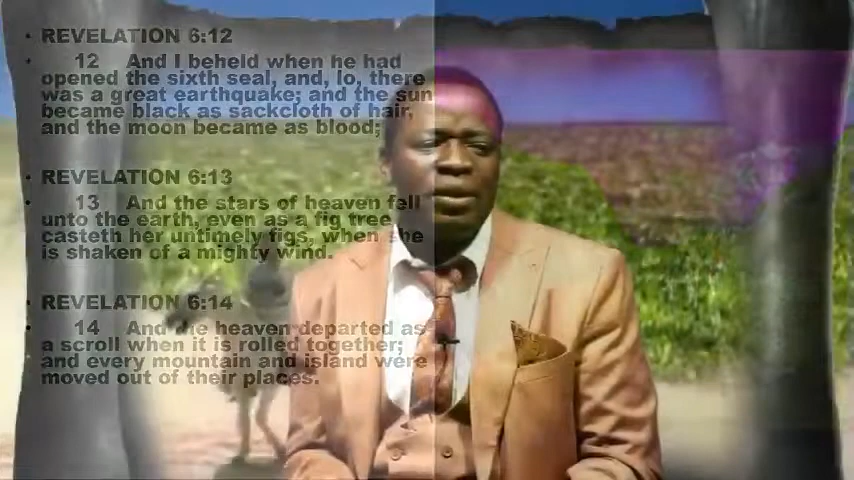 • REVELATION 6:12
• 12 And I beheld when he had
opened the sixth seal, and, lo, there
was a great earthquake; and the sun
became black as sackcloth of hair,
and the moon became as blood;
• REVELATION 6:13
• 13 And the stars of heaven fell
unto the earth, even as a fig tree
casteth her untimely figs, when she
is shaken of a mighty wind.
• REVELATION 6:14
• 14 And the heaven departed as
a scroll when it is rolled together;
and every mountain and island were
moved out of their places.